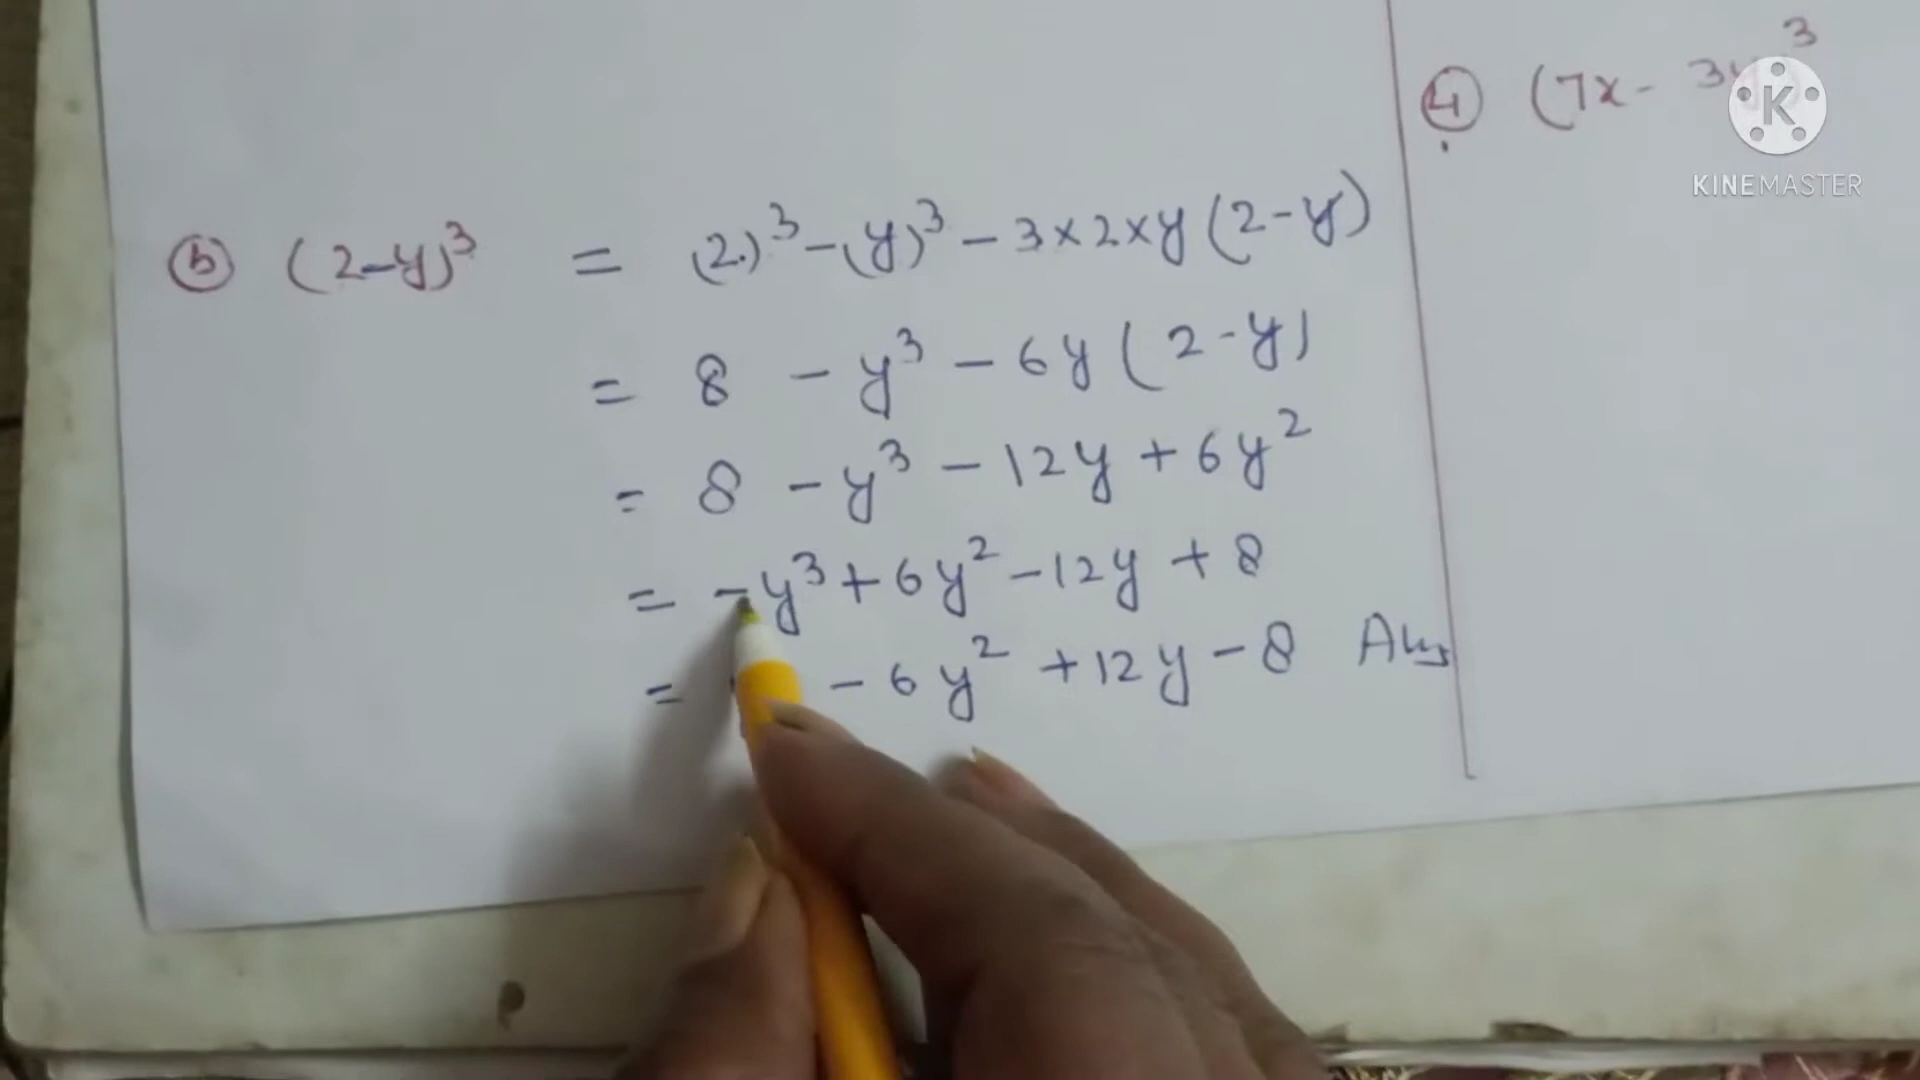 (b) (2-y)³ = (2.)³ - (y)³ - 3×2×y (2-y)
= 8 - y³ - 6y (2-y)
= 8 - y³ - 12y + 6y²
= -y³ + 6y² - 12y + 8
= - 6y² + 12y - 8 Ans
(4) (7x - 3y)³
KINEMASTER